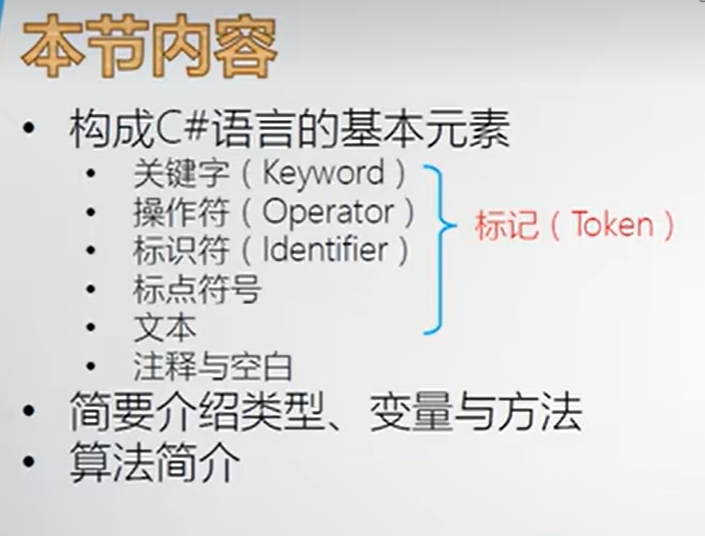 本节内容
• 构成C#语言的基本元素
• 关键字（Keyword）
• 操作符（Operator）
标记（Token）
• 标识符（Identifier）
• 标点符号
• 文本
• 注释与空白
• 简要介绍类型、变量与方法
• 算法简介